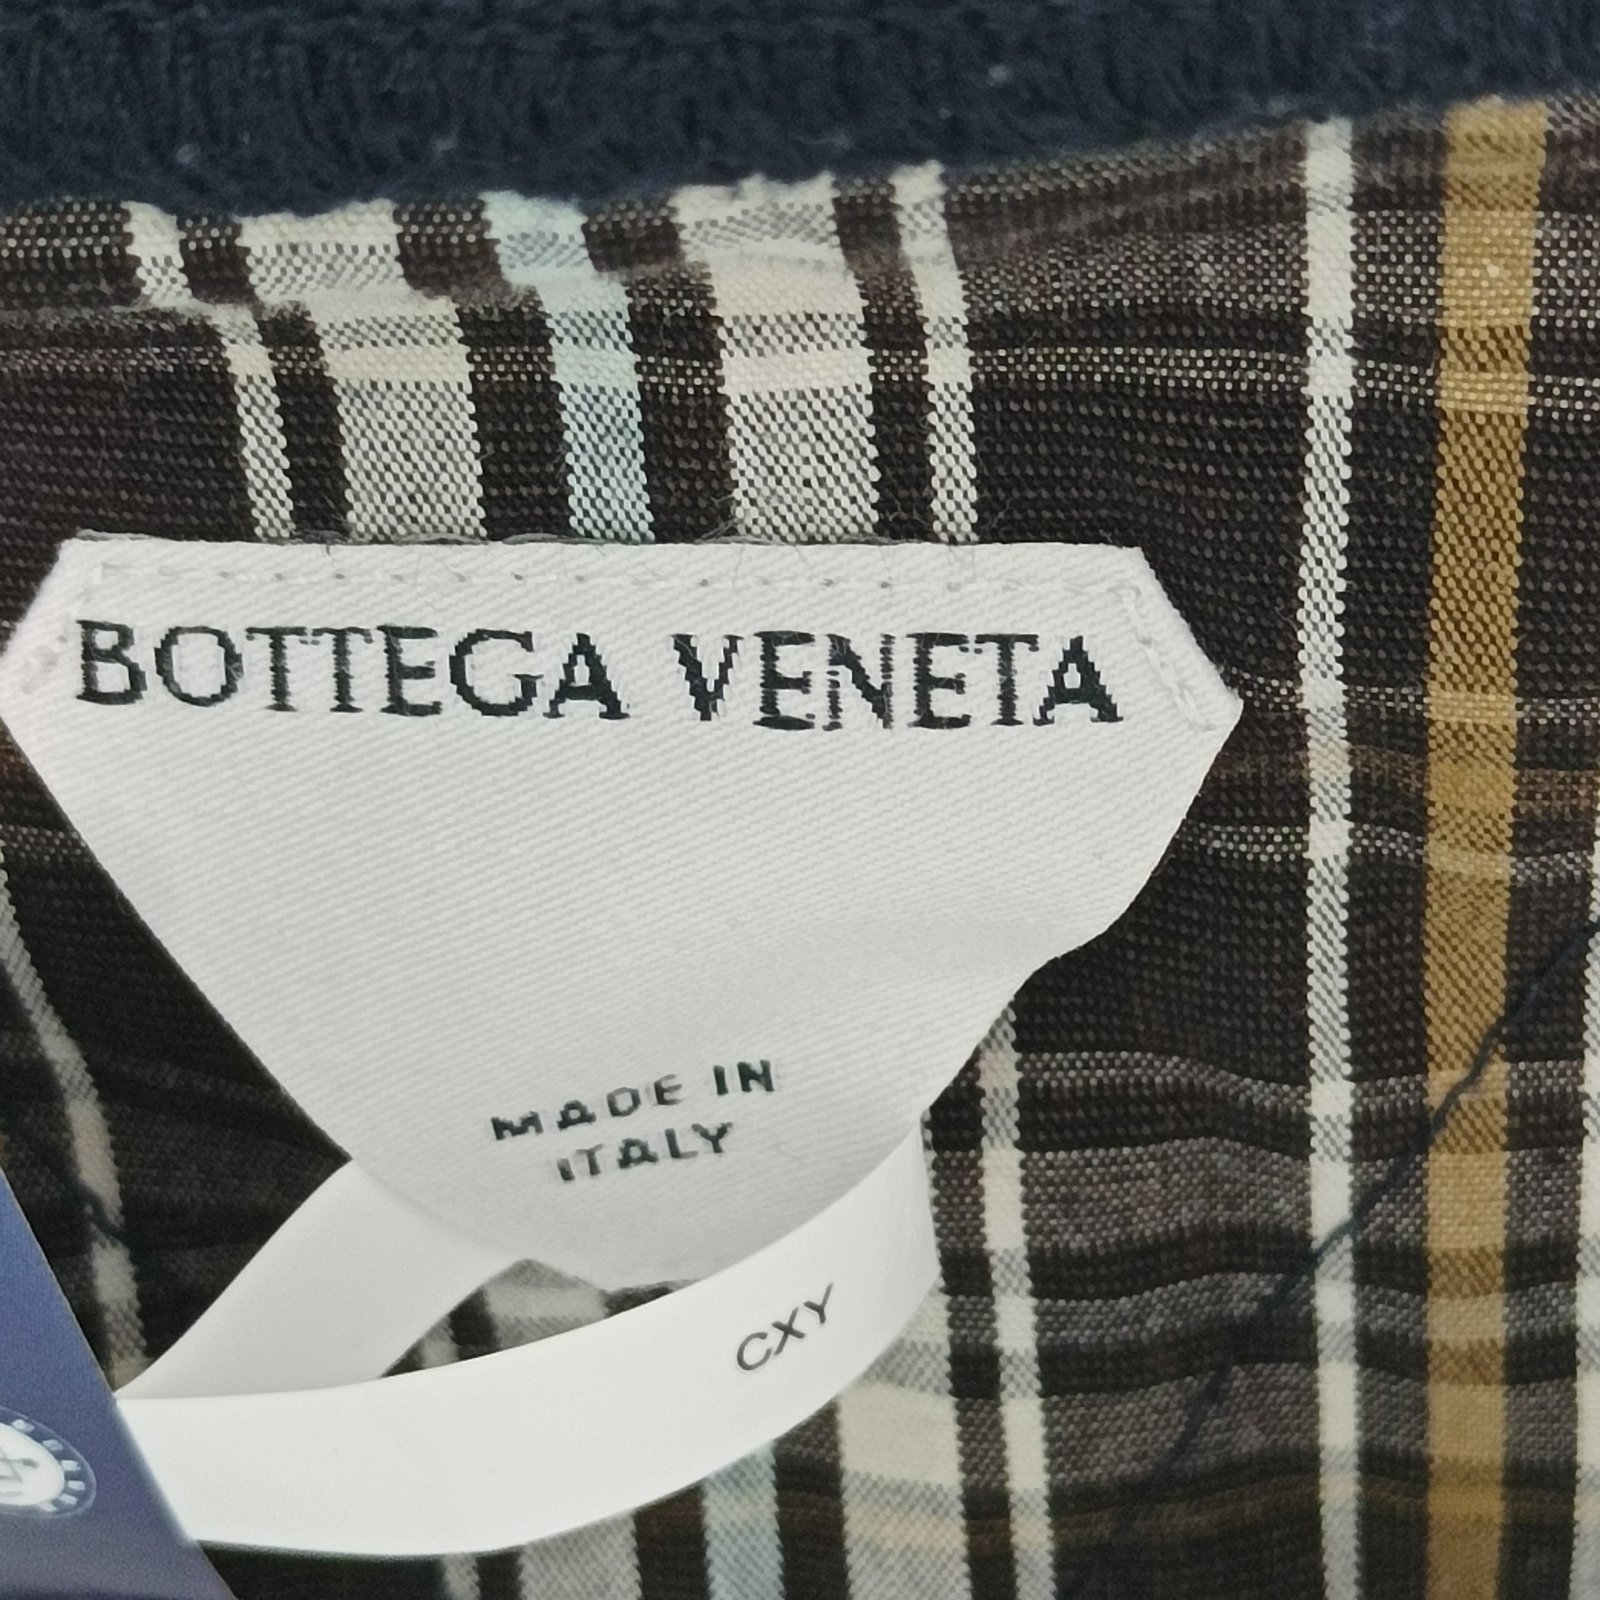 BOTTEGA VENETA
MADE IN
ITALY
CXY